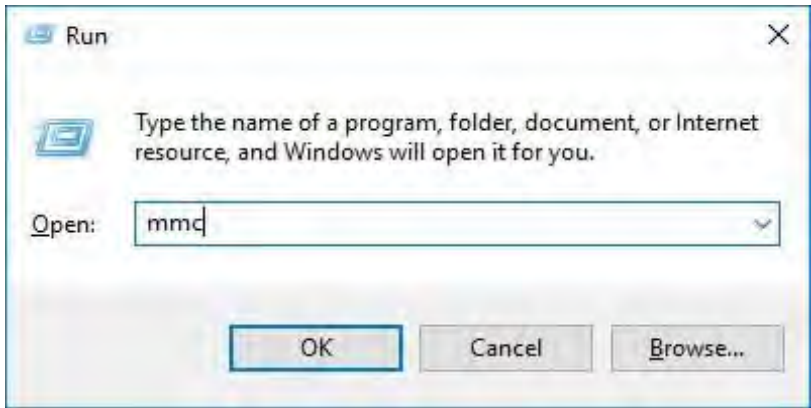 Run
Type the name of a program, folder, document, or Internet
resource, and Windows will open it for you.
Open: mmc
OK Cancel Browse...